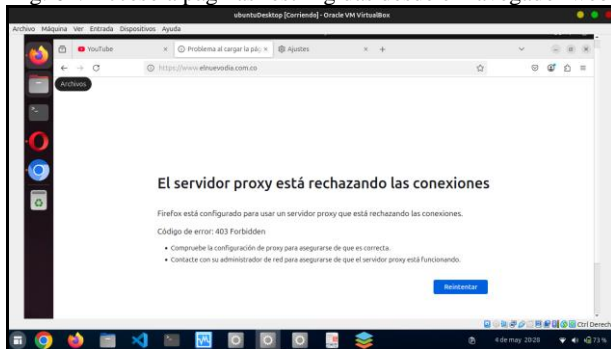 ubuntuDesktop [Corriendo] - Oracle VM VirtualBox
Archivo Máquina Ver Entrada Dispositivos Ayuda
YouTube
Problema al cargar la pág
Ajustes
https://www.elnuevodia.com.co
Archivos
El servidor proxy está rechazando las conexiones
Firefox está configurado para usar un servidor proxy que está rechazando las conexiones.
Código de error: 403 Forbidden
• Compruebe la configuración de proxy para asegurarse de que es correcta.
• Contacte con su administrador de red para asegurarse de que el servidor proxy está funcionando.
Reintentar
Ctrl Derech
4 de may 20:20
73 %